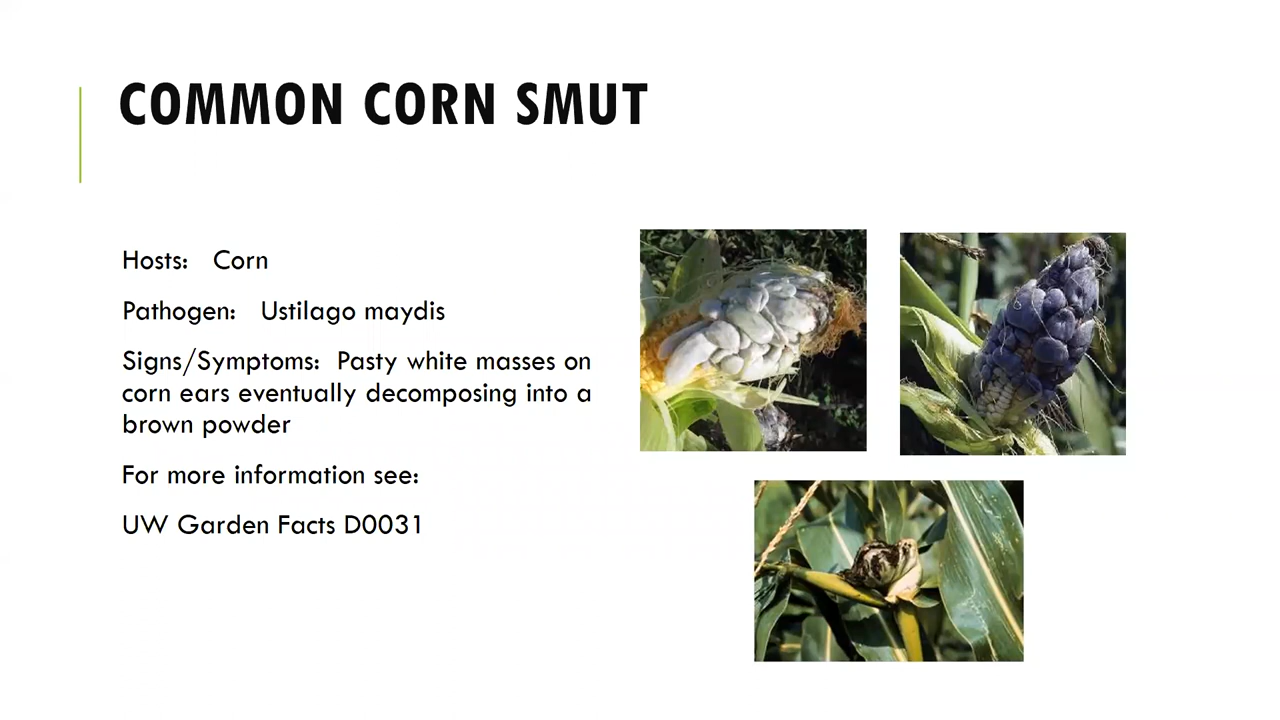 COMMON CORN SMUT
Hosts: Corn
Pathogen: Ustilago maydis
Signs/Symptoms: Pasty white masses on
corn ears eventually decomposing into a
brown powder
For more information see:
UW Garden Facts D0031